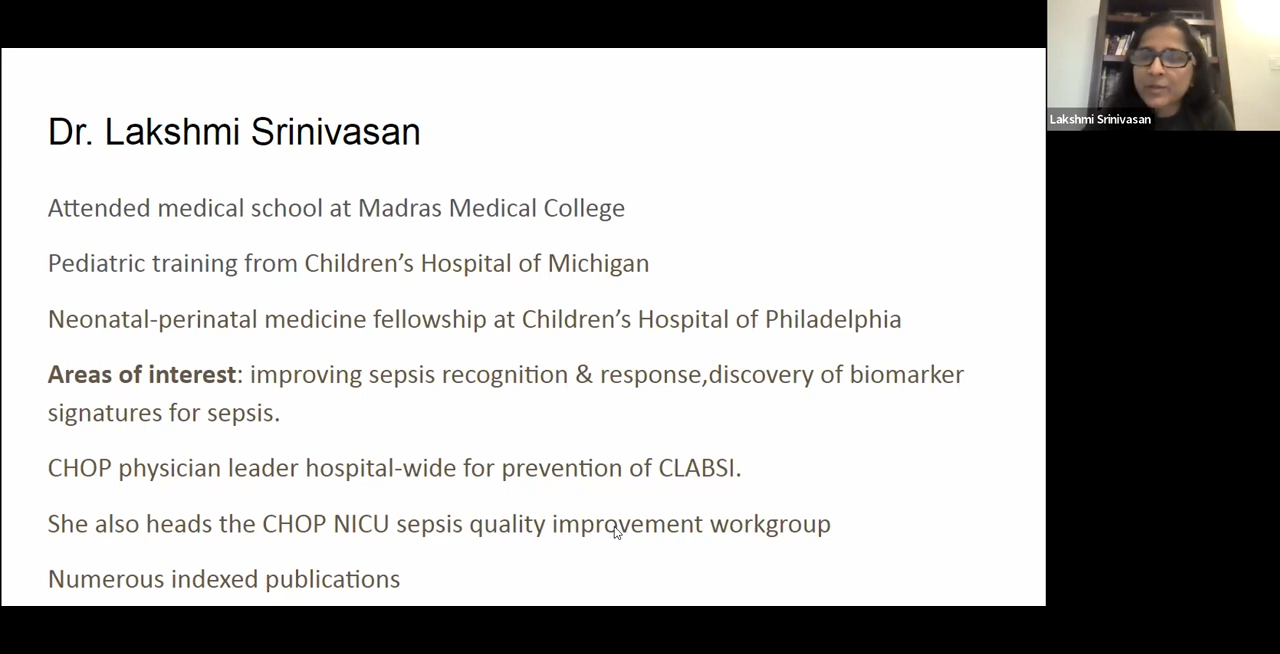 Dr. Lakshmi Srinivasan
Attended medical school at Madras Medical College
Pediatric training from Children’s Hospital of Michigan
Neonatal-perinatal medicine fellowship at Children’s Hospital of Philadelphia
Areas of interest: improving sepsis recognition & response,discovery of biomarker
signatures for sepsis.
CHOP physician leader hospital-wide for prevention of CLABSI.
She also heads the CHOP NICU sepsis quality improvement workgroup
Numerous indexed publications
Lakshmi Srinivasan